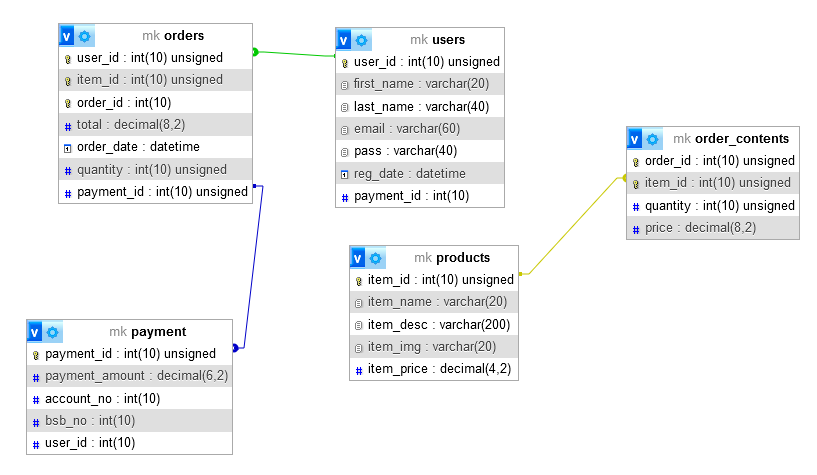 mk orders
user_id : int(10) unsigned
item_id : int(10) unsigned
order_id : int(10)
total : decimal(8,2)
order_date : datetime
quantity : int(10) unsigned
payment_id : int(10) unsigned
mk users
user_id : int(10) unsigned
first_name : varchar(20)
last_name : varchar(40)
email : varchar(60)
pass : varchar(40)
reg_date : datetime
payment_id : int(10)
mk order_contents
order_id : int(10) unsigned
item_id : int(10) unsigned
quantity : int(10) unsigned
price : decimal(8,2)
mk products
item_id : int(10) unsigned
item_name : varchar(20)
item_desc : varchar(200)
item_img : varchar(20)
item_price : decimal(4,2)
mk payment
payment_id : int(10) unsigned
payment_amount : decimal(6,2)
account_no : int(10)
bsb_no : int(10)
user_id : int(10)